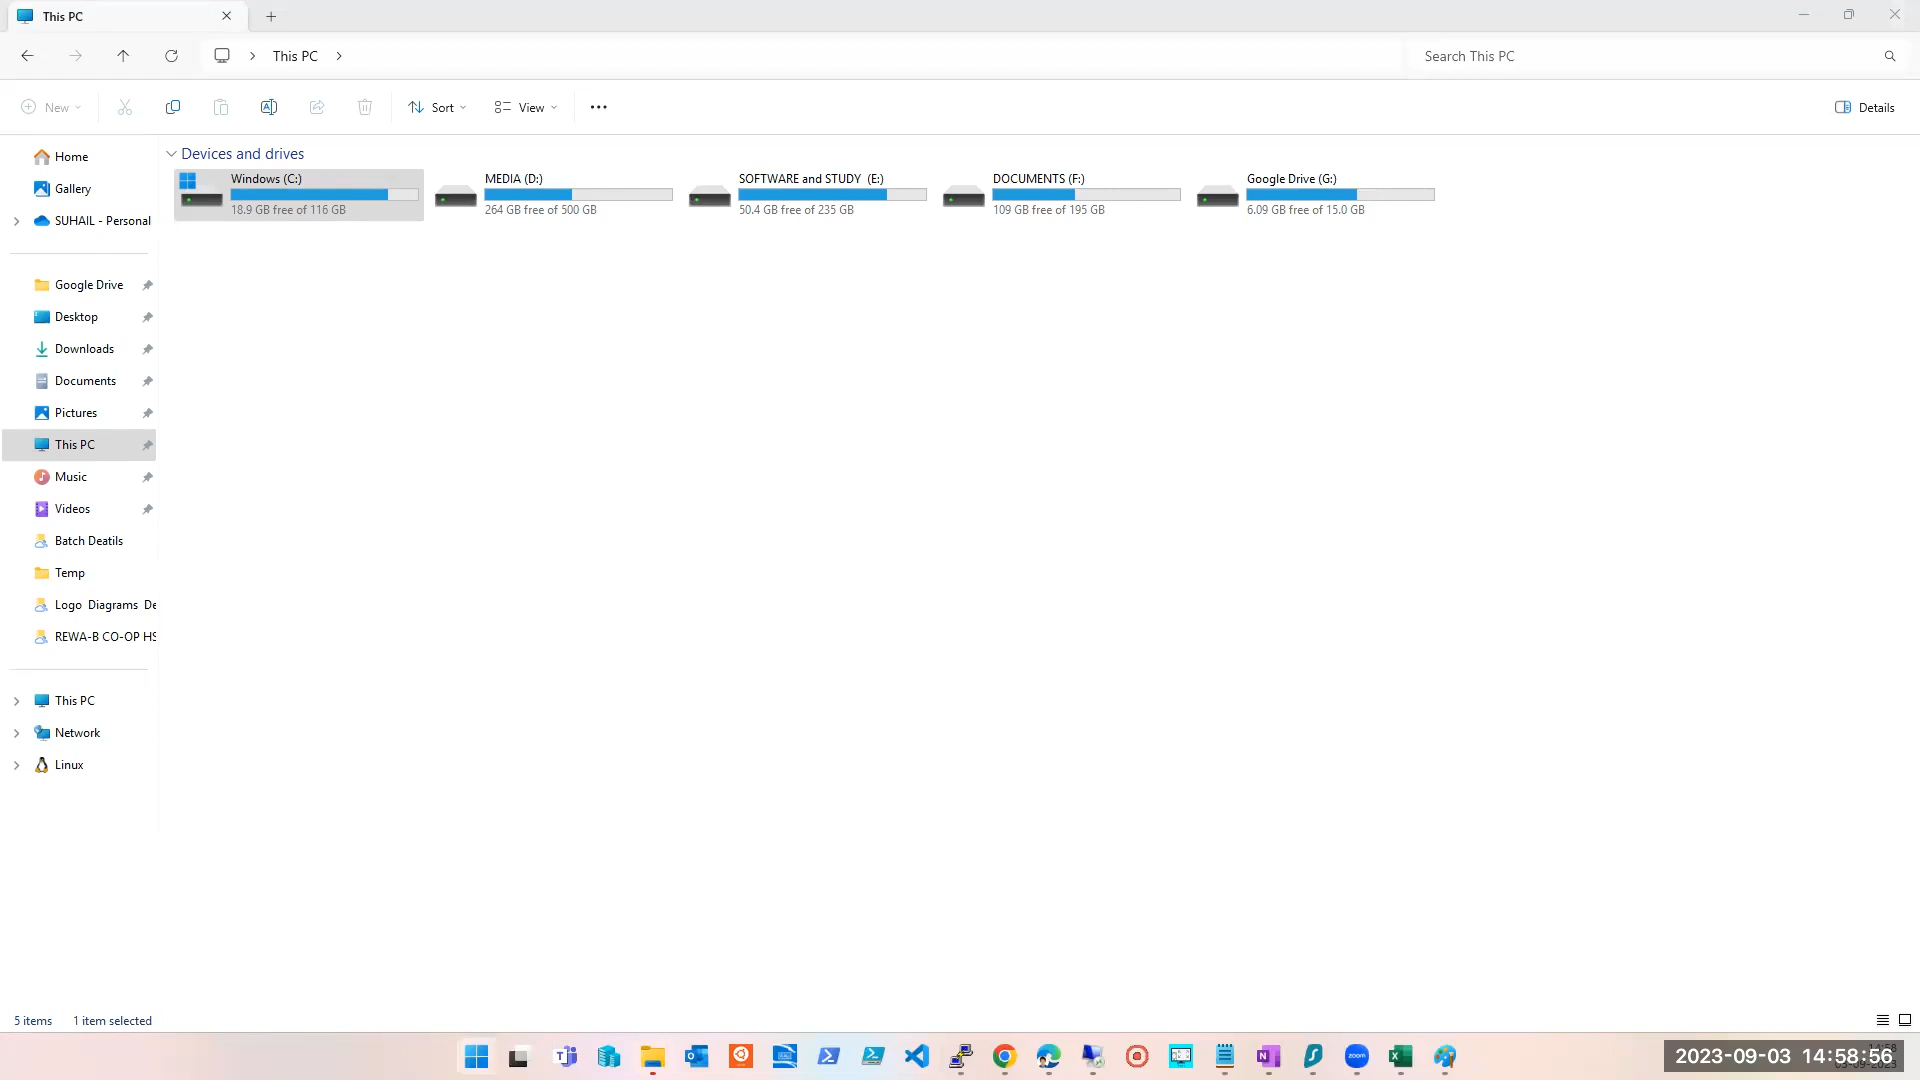 This PC
This PC
Search This PC
New
Sort
View
Details
Home
Gallery
SUHAIL - Personal
Google Drive
Desktop
Downloads
Documents
Pictures
This PC
Music
Videos
Batch Deatils
Temp
Logo Diagrams De
REWA-B CO-OP HS
This PC
Network
Linux
Devices and drives
Windows (C:)
18.9 GB free of 116 GB
MEDIA (D:)
264 GB free of 500 GB
SOFTWARE and STUDY (E:)
50.4 GB free of 235 GB
DOCUMENTS (F:)
109 GB free of 195 GB
Google Drive (G:)
6.09 GB free of 15.0 GB
5 items
1 item selected
zoom
2023-09-03 14:58:56